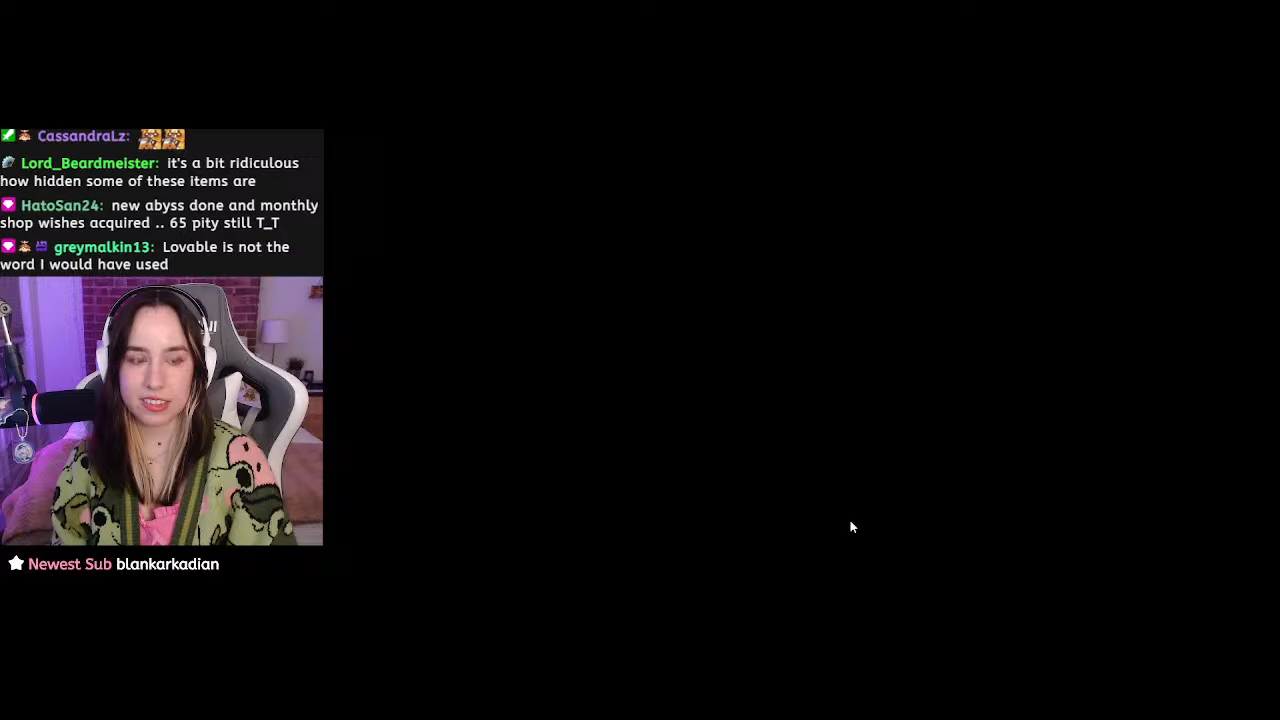 CassandraLz:
Lord_Beardmeister: it's a bit ridiculous
how hidden some of these items are
HatoSan24: new abyss done and monthly
shop wishes acquired .. 65 pity still T_T
greymalkin13: Lovable is not the
word I would have used
Newest Sub blankarkadian